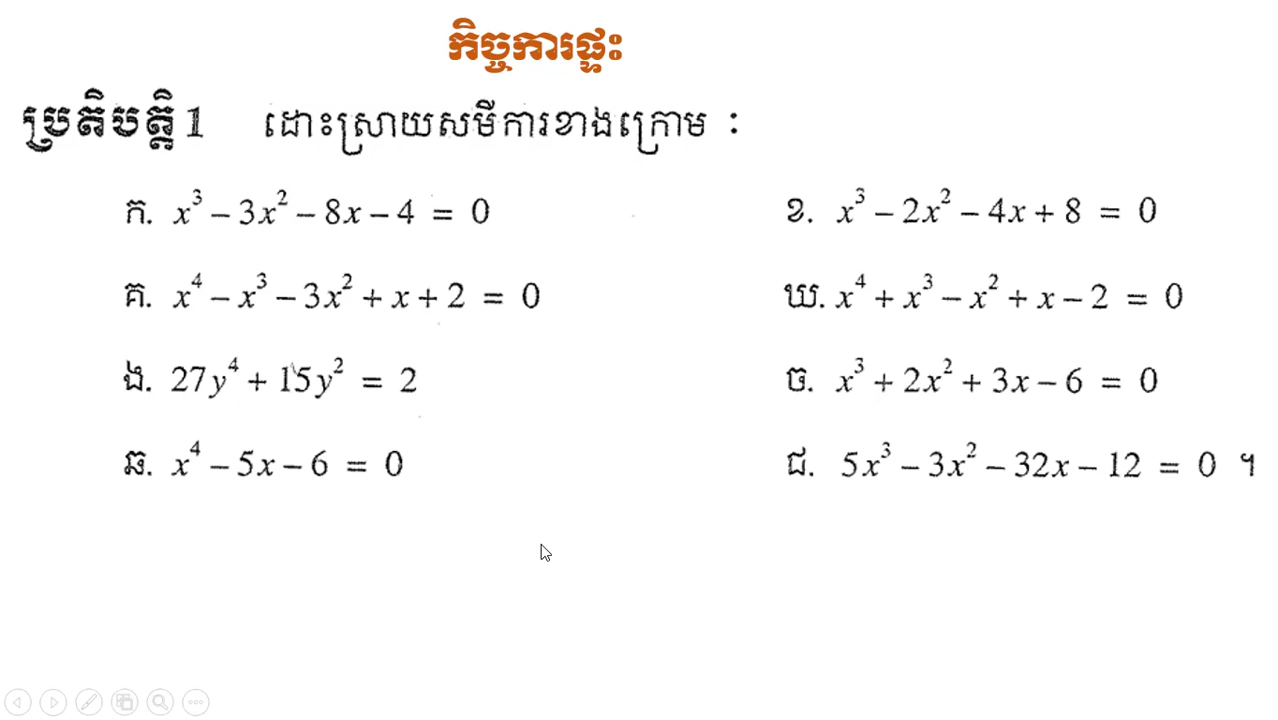 កិច្ចការផ្ទះ
ប្រតិបត្តិ 1 ដោះស្រាយសមីការខាងក្រោម ៖
ក. x³ − 3x² − 8x − 4 = 0 ខ. x³ − 2x² − 4x + 8 = 0
គ. x⁴ − x³ − 3x² + x + 2 = 0 ឃ. x⁴ + x³ − x² + x − 2 = 0
ង. 27y⁴ + 15y² = 2 ច. x³ + 2x² + 3x − 6 = 0
ឆ. x⁴ − 5x − 6 = 0 ជ. 5x³ − 3x² − 32x − 12 = 0 ។